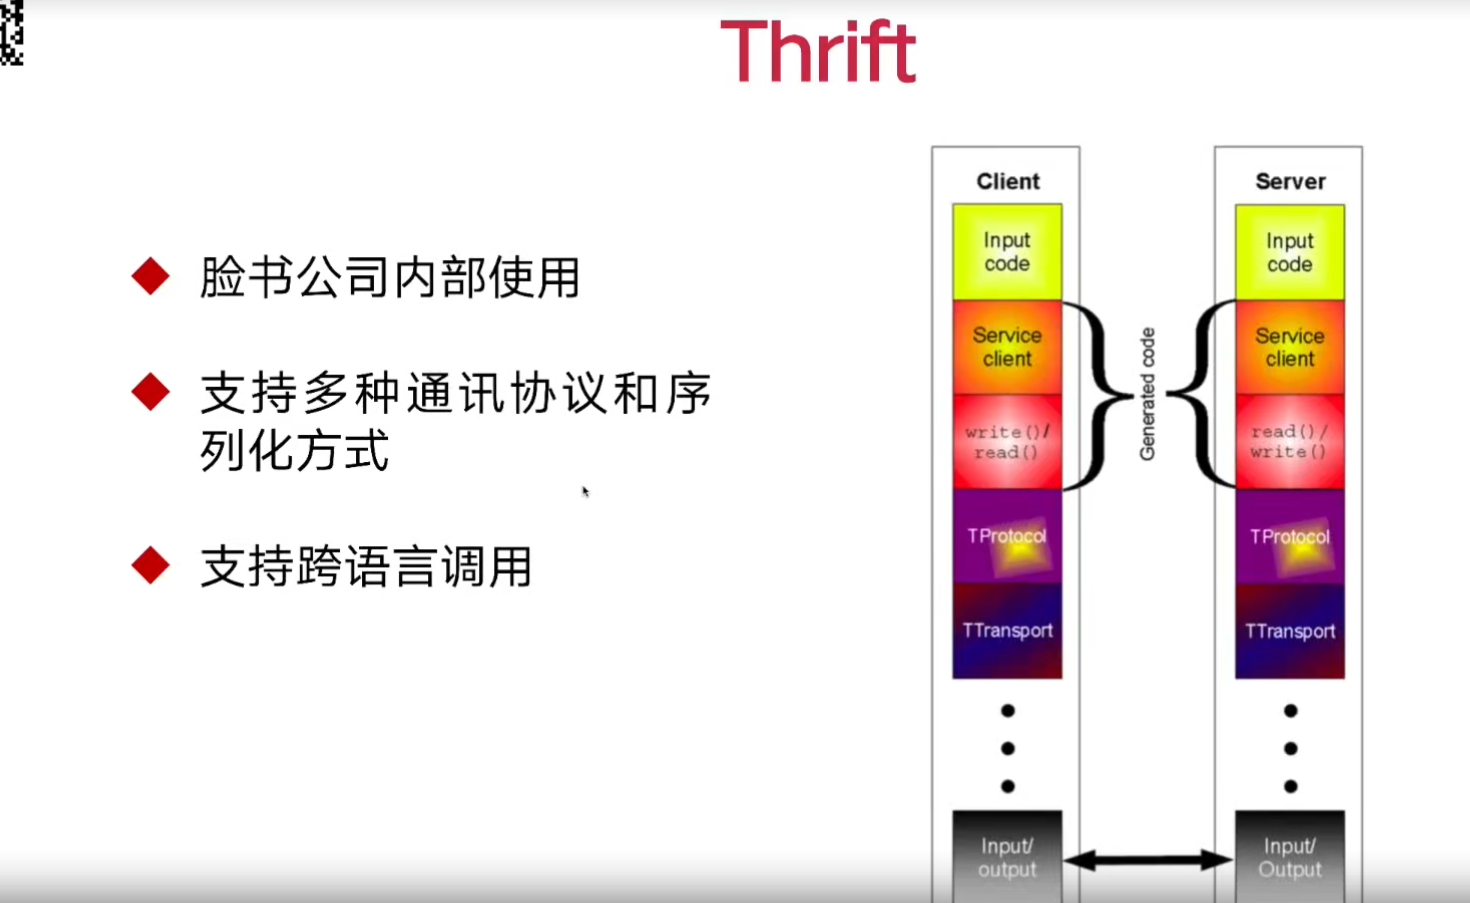 Thrift
脸书公司内部使用
支持多种通讯协议和序
列化方式
支持跨语言调用
Client
Input
code
Service
client
write()/
read()
TProtocol
TTransport
Input/
output
Generated code
Server
Input
code
Service
client
read()/
write()
TProtocol
TTransport
Input/
Output